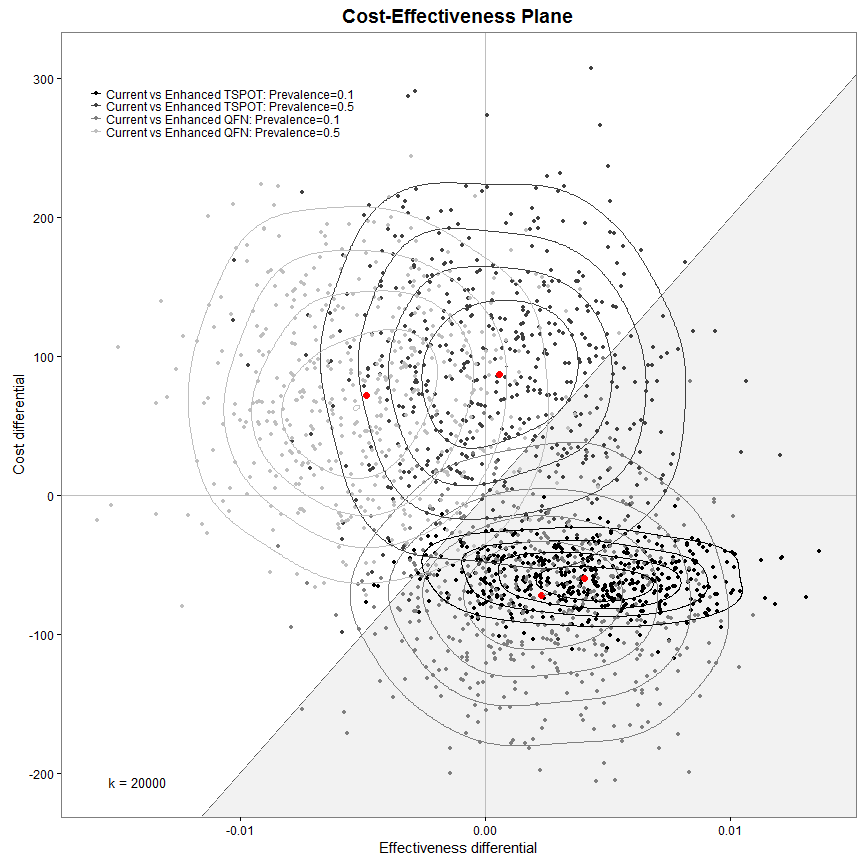 Cost-Effectiveness Plane
Current vs Enhanced TSPOT: Prevalence=0.1
Current vs Enhanced TSPOT: Prevalence=0.5
Current vs Enhanced QFN: Prevalence=0.1
Current vs Enhanced QFN: Prevalence=0.5
300
200
100
0
-100
-200
Cost differential
k = 20000
-0.01
0.00
0.01
Effectiveness differential